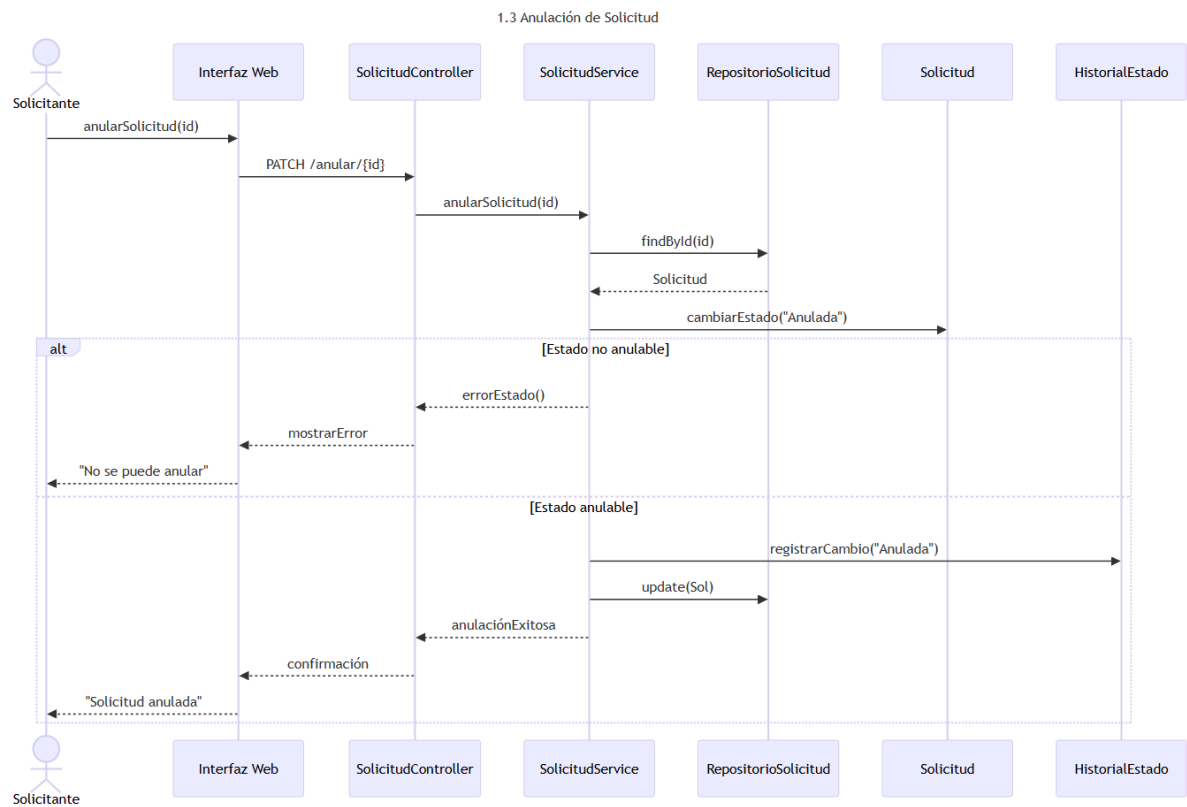 1.3 Anulación de Solicitud
Solicitante
Interfaz Web
SolicitudController
SolicitudService
RepositorioSolicitud
Solicitud
HistorialEstado
anularSolicitud(id)
PATCH /anular/{id}
anularSolicitud(id)
findById(id)
Solicitud
cambiarEstado("Anulada")
alt
[Estado no anulable]
errorEstado()
mostrarError
"No se puede anular"
[Estado anulable]
registrarCambio("Anulada")
update(Sol)
anulaciónExitosa
confirmación
"Solicitud anulada"
Solicitante
Interfaz Web
SolicitudController
SolicitudService
RepositorioSolicitud
Solicitud
HistorialEstado